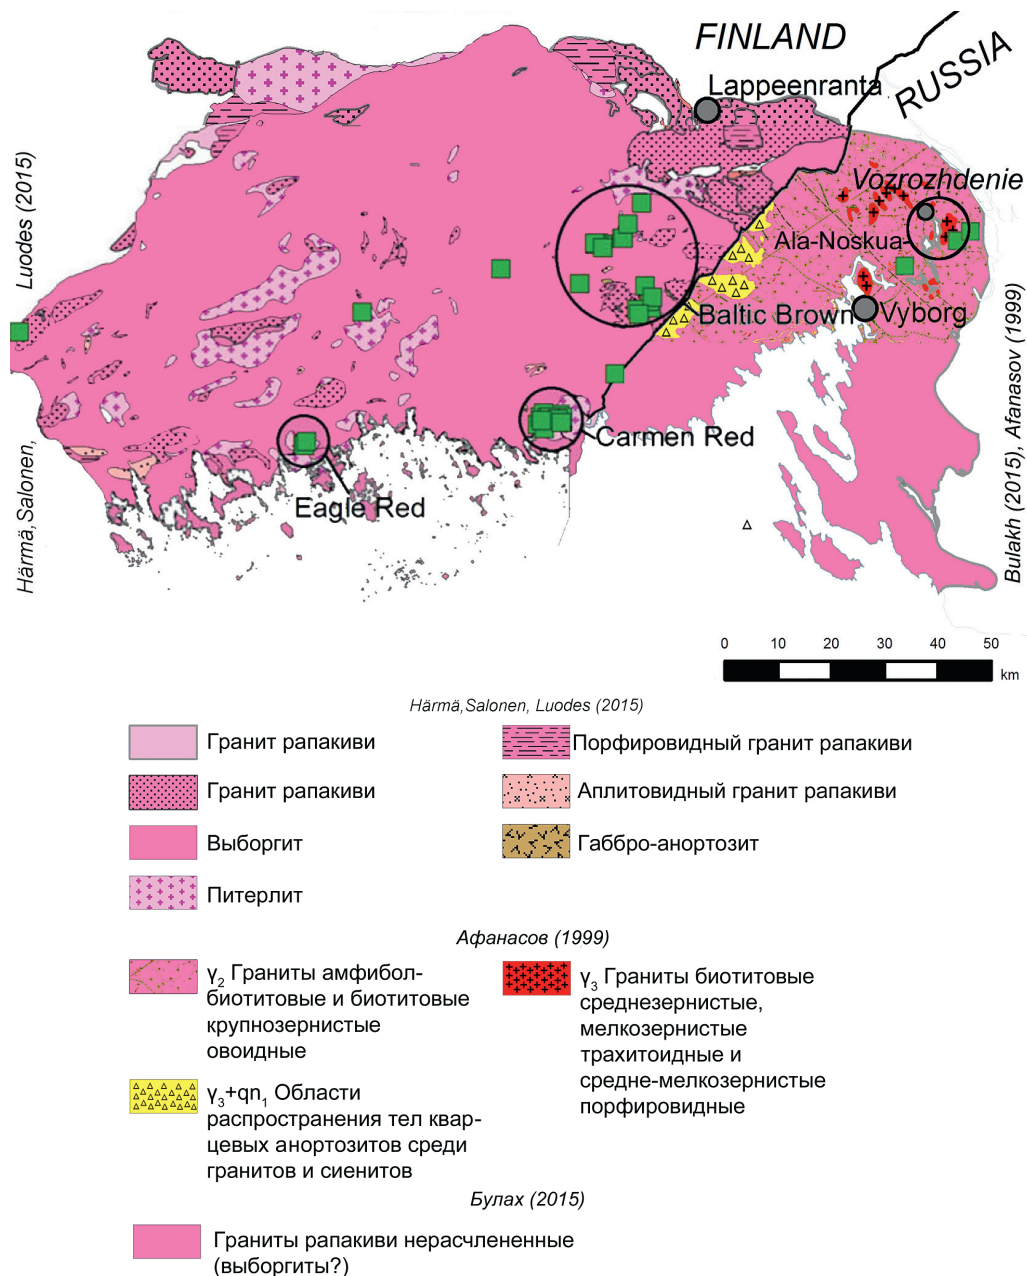 FINLAND
RUSSIA
Lappeenranta
Vozrozhdenie
Ala-Noskua
Baltic Brown
Vyborg
Carmen Red
Eagle Red
Härmä,Salonen,
Luodes (2015)
Bulakh (2015), Afanasov (1999)
0 10 20 30 40 50
km
Härmä,Salonen, Luodes (2015)
Гранит рапакиви
Порфировидный гранит рапакиви
Гранит рапакиви
Аплитовидный гранит рапакиви
Выборгит
Габбро-анортозит
Питерлит
Афанасов (1999)
γ2 Граниты амфибол-
биотитовые и биотитовые
крупнозернистые
овоидные
γ3 Граниты биотитовые
среднезернистые,
мелкозернистые
трахитоидные и
средне-мелкозернистые
порфировидные
γ3+qn1 Области
распространения тел квар-
цевых анортозитов среди
гранитов и сиенитов
Булах (2015)
Граниты рапакиви нерасчлененные
(выборгиты?)